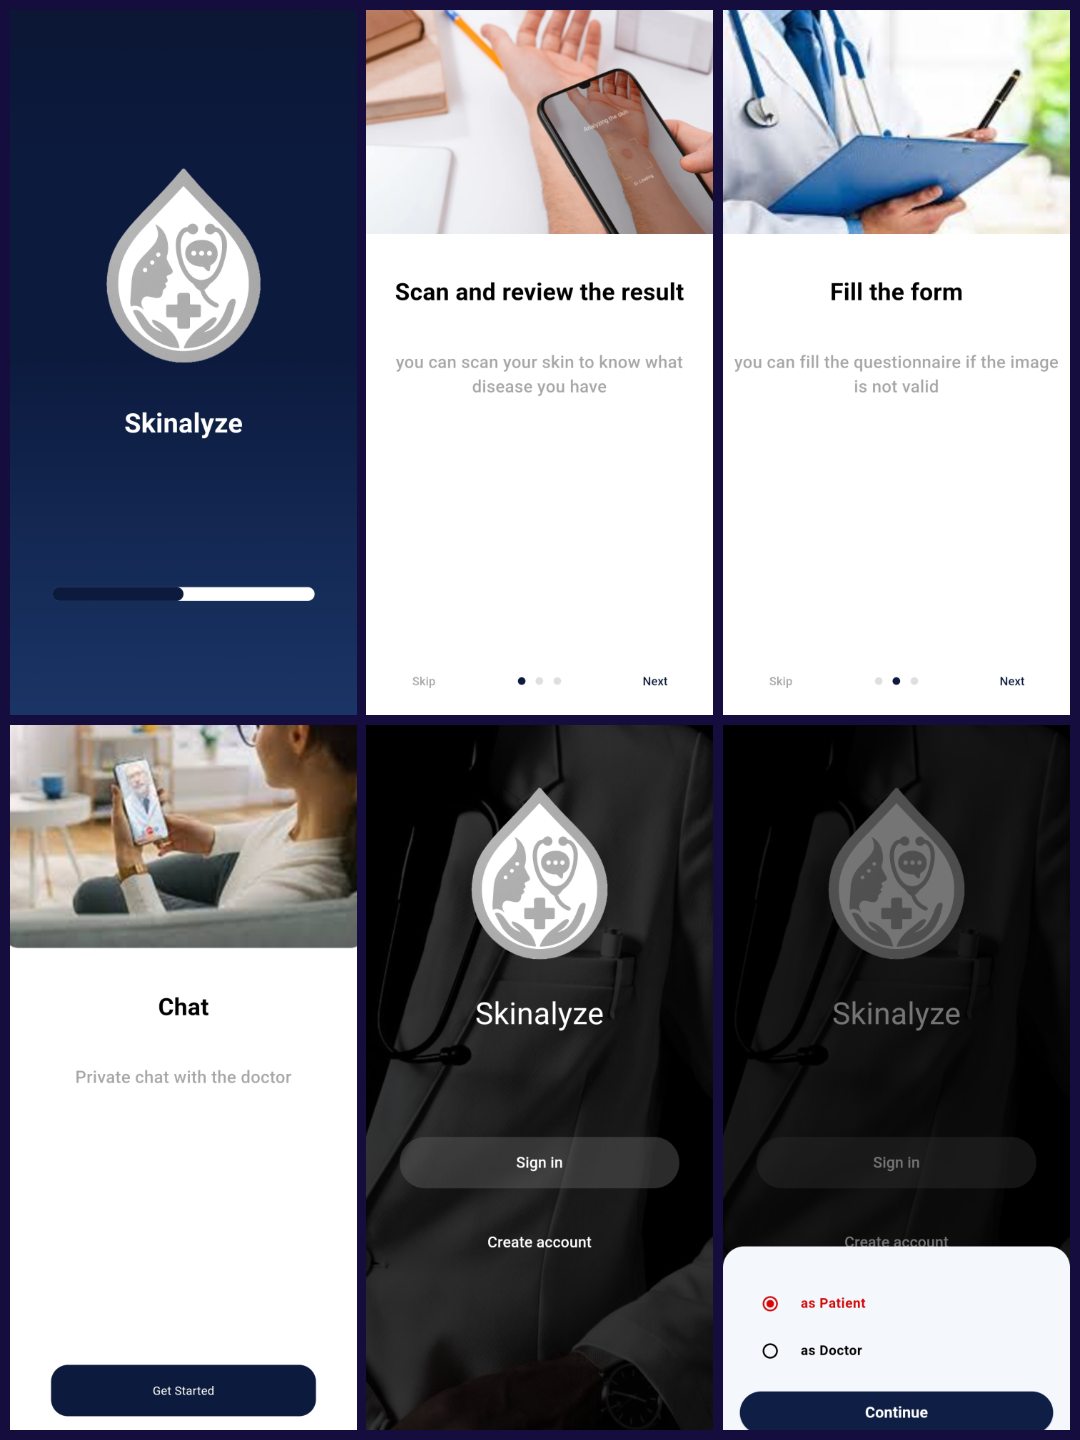 Skinalyze
Analyzing the skin
Scan and review the result
you can scan your skin to know what
disease you have
Skip
Next
Fill the form
you can fill the questionnaire if the image
is not valid
Skip
Next
Chat
Private chat with the doctor
Get Started
Skinalyze
Sign in
Create account
Skinalyze
Sign in
Create account
as Patient
as Doctor
Continue